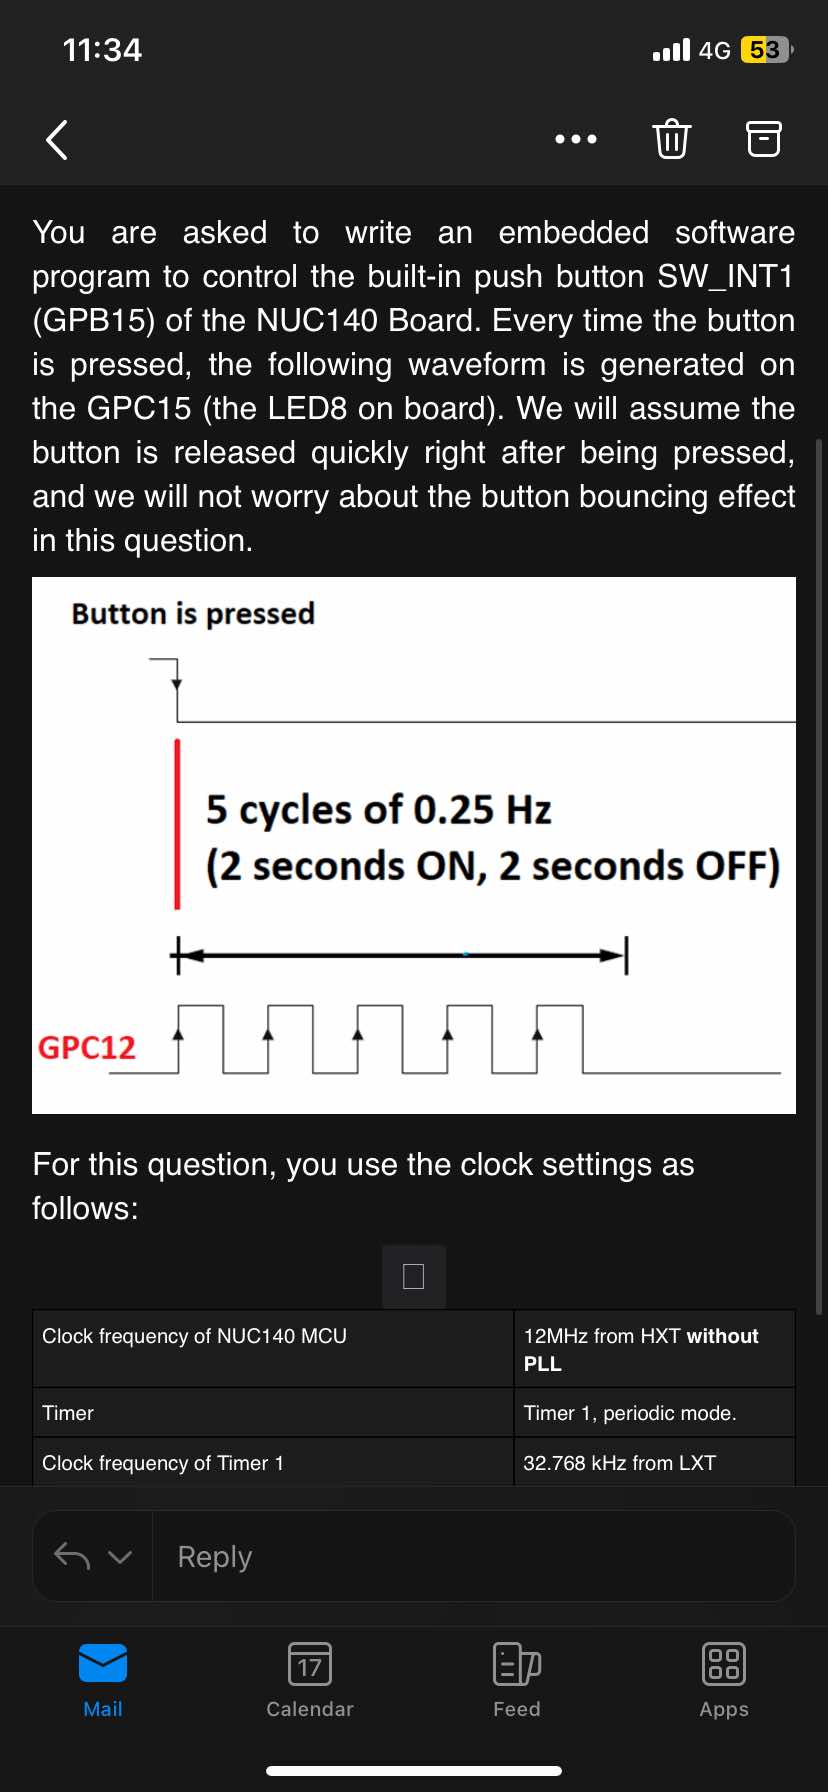 11:34
4G 53
You are asked to write an embedded software
program to control the built-in push button SW_INT1
(GPB15) of the NUC140 Board. Every time the button
is pressed, the following waveform is generated on
the GPC15 (the LED8 on board). We will assume the
button is released quickly right after being pressed,
and we will not worry about the button bouncing effect
in this question.
Button is pressed
5 cycles of 0.25 Hz
(2 seconds ON, 2 seconds OFF)
GPC12
For this question, you use the clock settings as
follows:
Clock frequency of NUC140 MCU
12MHz from HXT without
PLL
Timer
Timer 1, periodic mode.
Clock frequency of Timer 1
32.768 kHz from LXT
Reply
17
Mail
Calendar
Feed
Apps